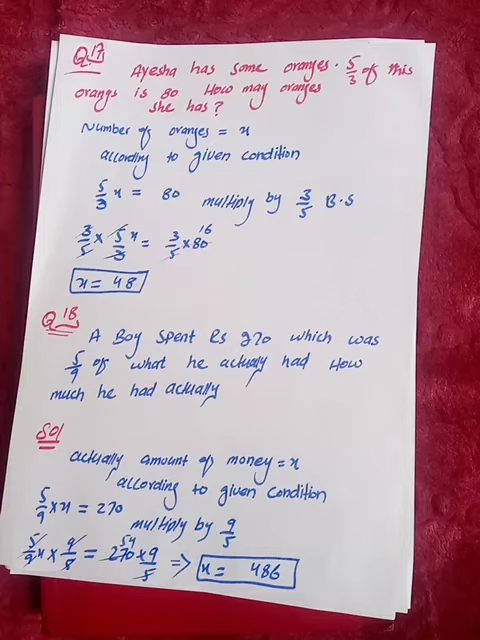 Q.17
Ayesha has some oranges. 5/3 of this
orangs is 80 How may oranges
she has?
Number of oranges = x
according to given condition
5/3 x = 80 multiply by 3/5 B.S
3/5 × 5/3 x = 3/5 × 80 16
x = 48
Q.18
A Boy spent Rs 270 which was
5/9 of what he actually had How
much he had actually
Sol
actually amount of money = x
according to given condition
5/9 × x = 270
multiply by 9/5
5/9 x × 9/5 = 270 54 × 9/5 => x = 486